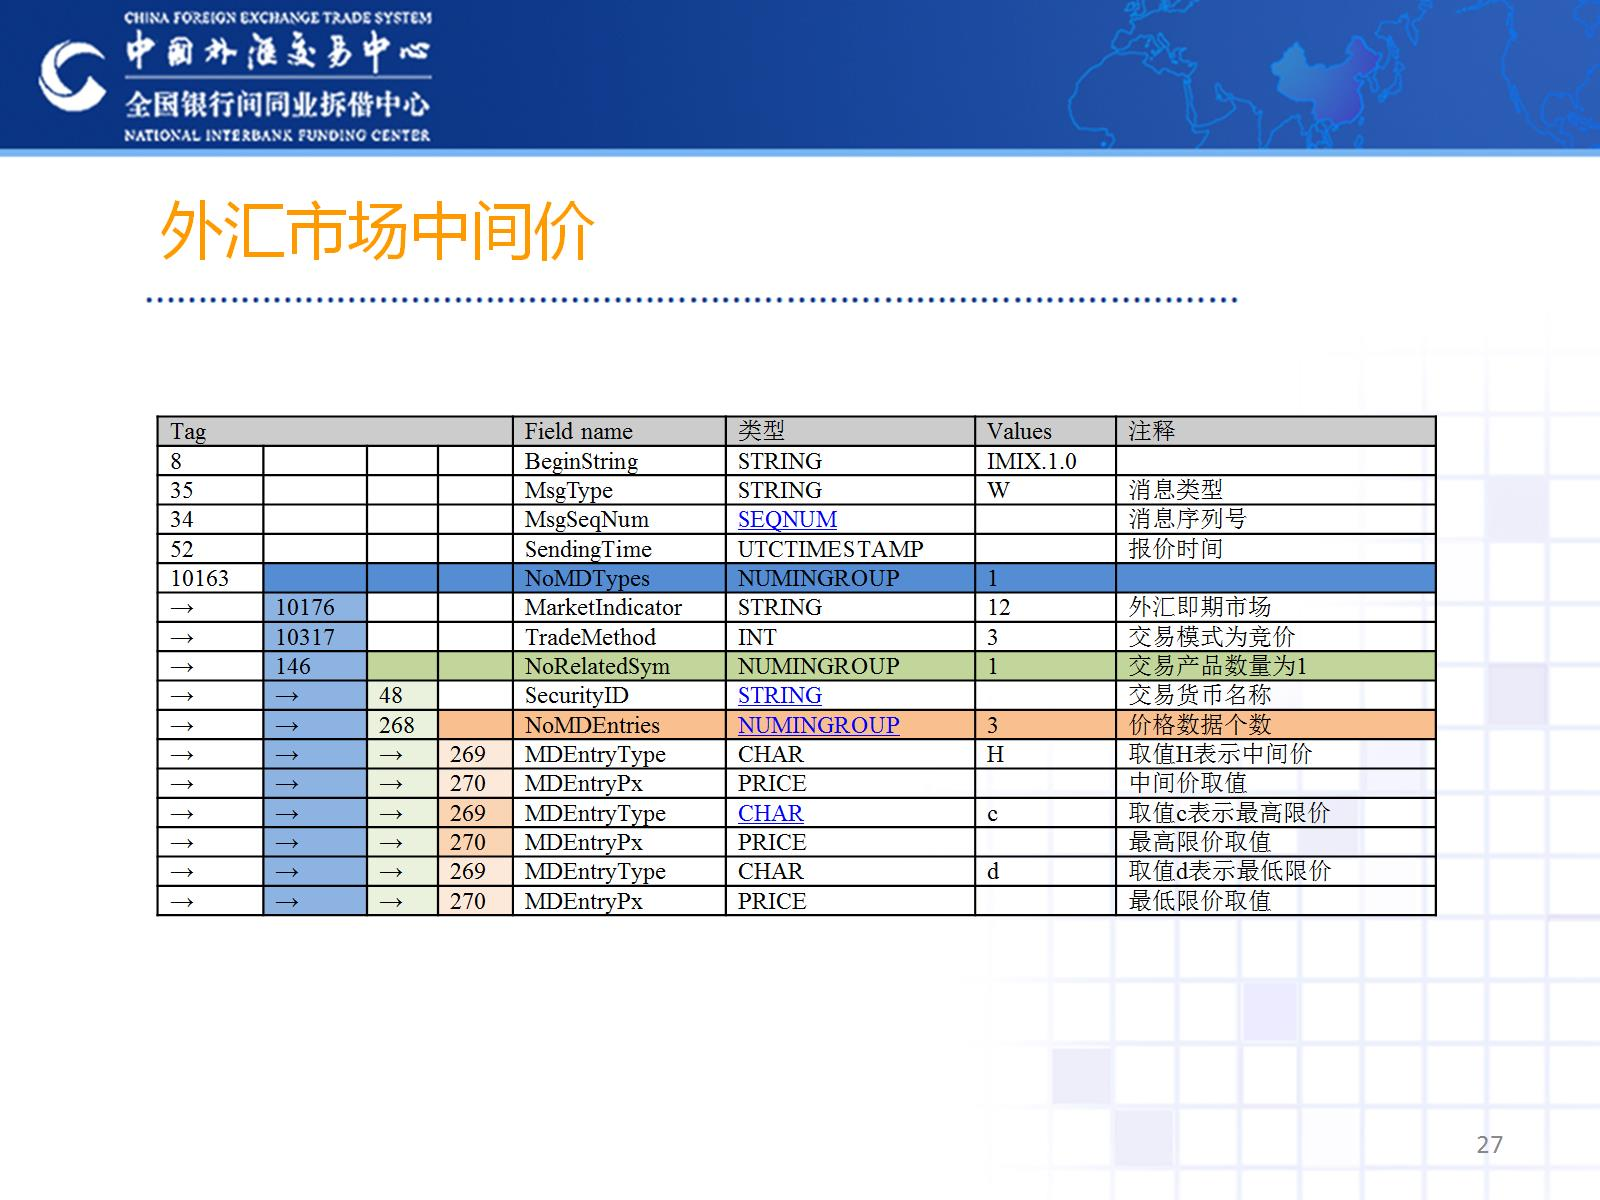 CHINA FOREIGN EXCHANGE TRADE SYSTEM
中国外汇交易中心
全国银行间同业拆借中心
NATIONAL INTERBANK FUNDING CENTER
外汇市场中间价
Tag Field name 类型 Values 注释
8 BeginString STRING IMIX.1.0
35 MsgType STRING W 消息类型
34 MsgSeqNum SEQNUM 消息序列号
52 SendingTime UTCTIMESTAMP 报价时间
10163 NoMDTypes NUMINGROUP 1
→ 10176 MarketIndicator STRING 12 外汇即期市场
→ 10317 TradeMethod INT 3 交易模式为竞价
→ 146 NoRelatedSym NUMINGROUP 1 交易产品数量为1
→ → 48 SecurityID STRING 交易货币名称
→ → 268 NoMDEntries NUMINGROUP 3 价格数据个数
→ → → 269 MDEntryType CHAR H 取值H表示中间价
→ → → 270 MDEntryPx PRICE 中间价取值
→ → → 269 MDEntryType CHAR c 取值c表示最高限价
→ → → 270 MDEntryPx PRICE 最高限价取值
→ → → 269 MDEntryType CHAR d 取值d表示最低限价
→ → → 270 MDEntryPx PRICE 最低限价取值
27